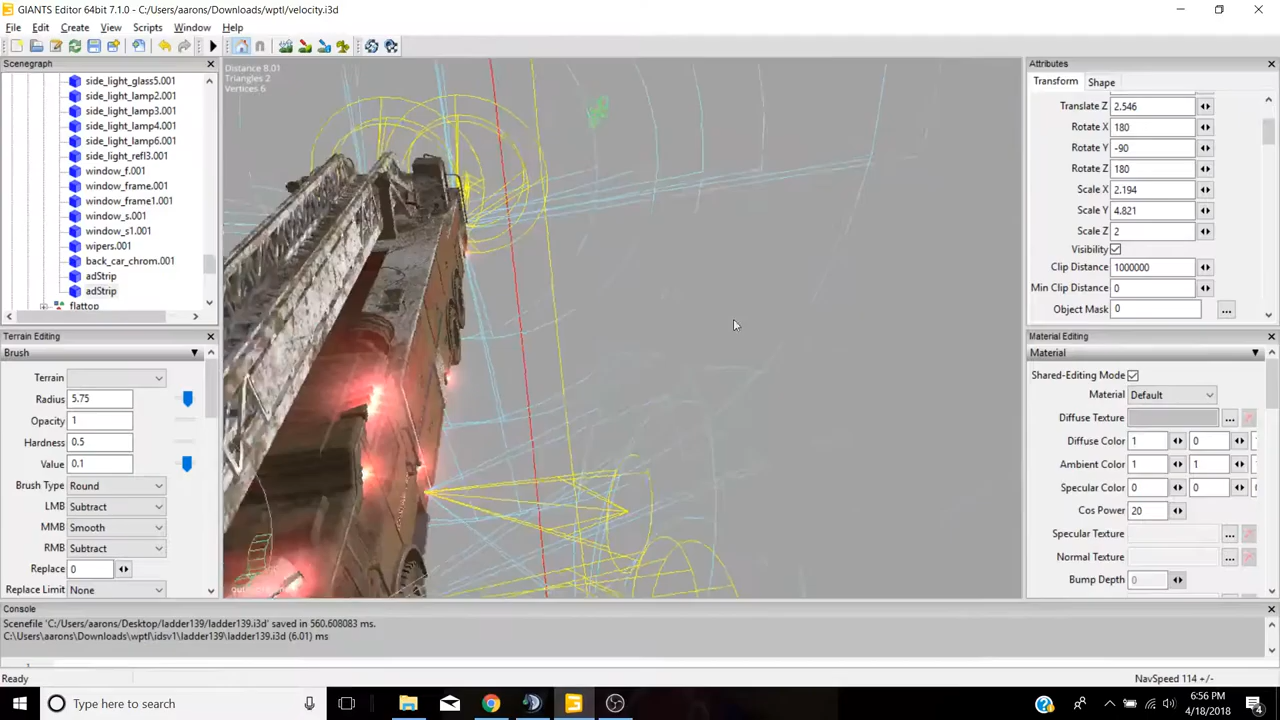 GIANTS Editor 64bit 7.1.0 - C:/Users/aarons/Downloads/wptl/velocity.i3d
File Edit Create View Scripts Window Help
Scenegraph
side_light_glass5.001
side_light_lamp2.001
side_light_lamp3.001
side_light_lamp4.001
side_light_lamp6.001
side_light_refl3.001
window_f.001
window_frame.001
window_frame1.001
window_s.001
window_s1.001
wipers.001
back_car_chrom.001
adStrip
adStrip
flattop
Terrain Editing
Brush
Terrain
Radius 5.75
Opacity 1
Hardness 0.5
Value 0.1
Brush Type Round
LMB Subtract
MMB Smooth
RMB Subtract
Replace 0
Replace Limit None
Distance 8.01
Triangles 2
Vertices 6
Attributes
Transform Shape
Translate Z 2.546
Rotate X 180
Rotate Y -90
Rotate Z 180
Scale X 2.194
Scale Y 4.821
Scale Z 2
Visibility
Clip Distance 1000000
Min Clip Distance 0
Object Mask 0 ...
Material Editing
Material
Shared-Editing Mode
Material Default
Diffuse Texture ...
Diffuse Color 1 0
Ambient Color 1 1
Specular Color 0 0
Cos Power 20
Specular Texture ...
Normal Texture ...
Bump Depth 0
Console
Scenefile 'C:/Users/aarons/Desktop/ladder139/ladder139.i3d' saved in 560.608083 ms.
C:\Users\aarons\Downloads\wptl\idsv1\ladder139\ladder139.i3d (6.01) ms
1
Ready
NavSpeed 114 +/-
Type here to search
6:56 PM
4/18/2018